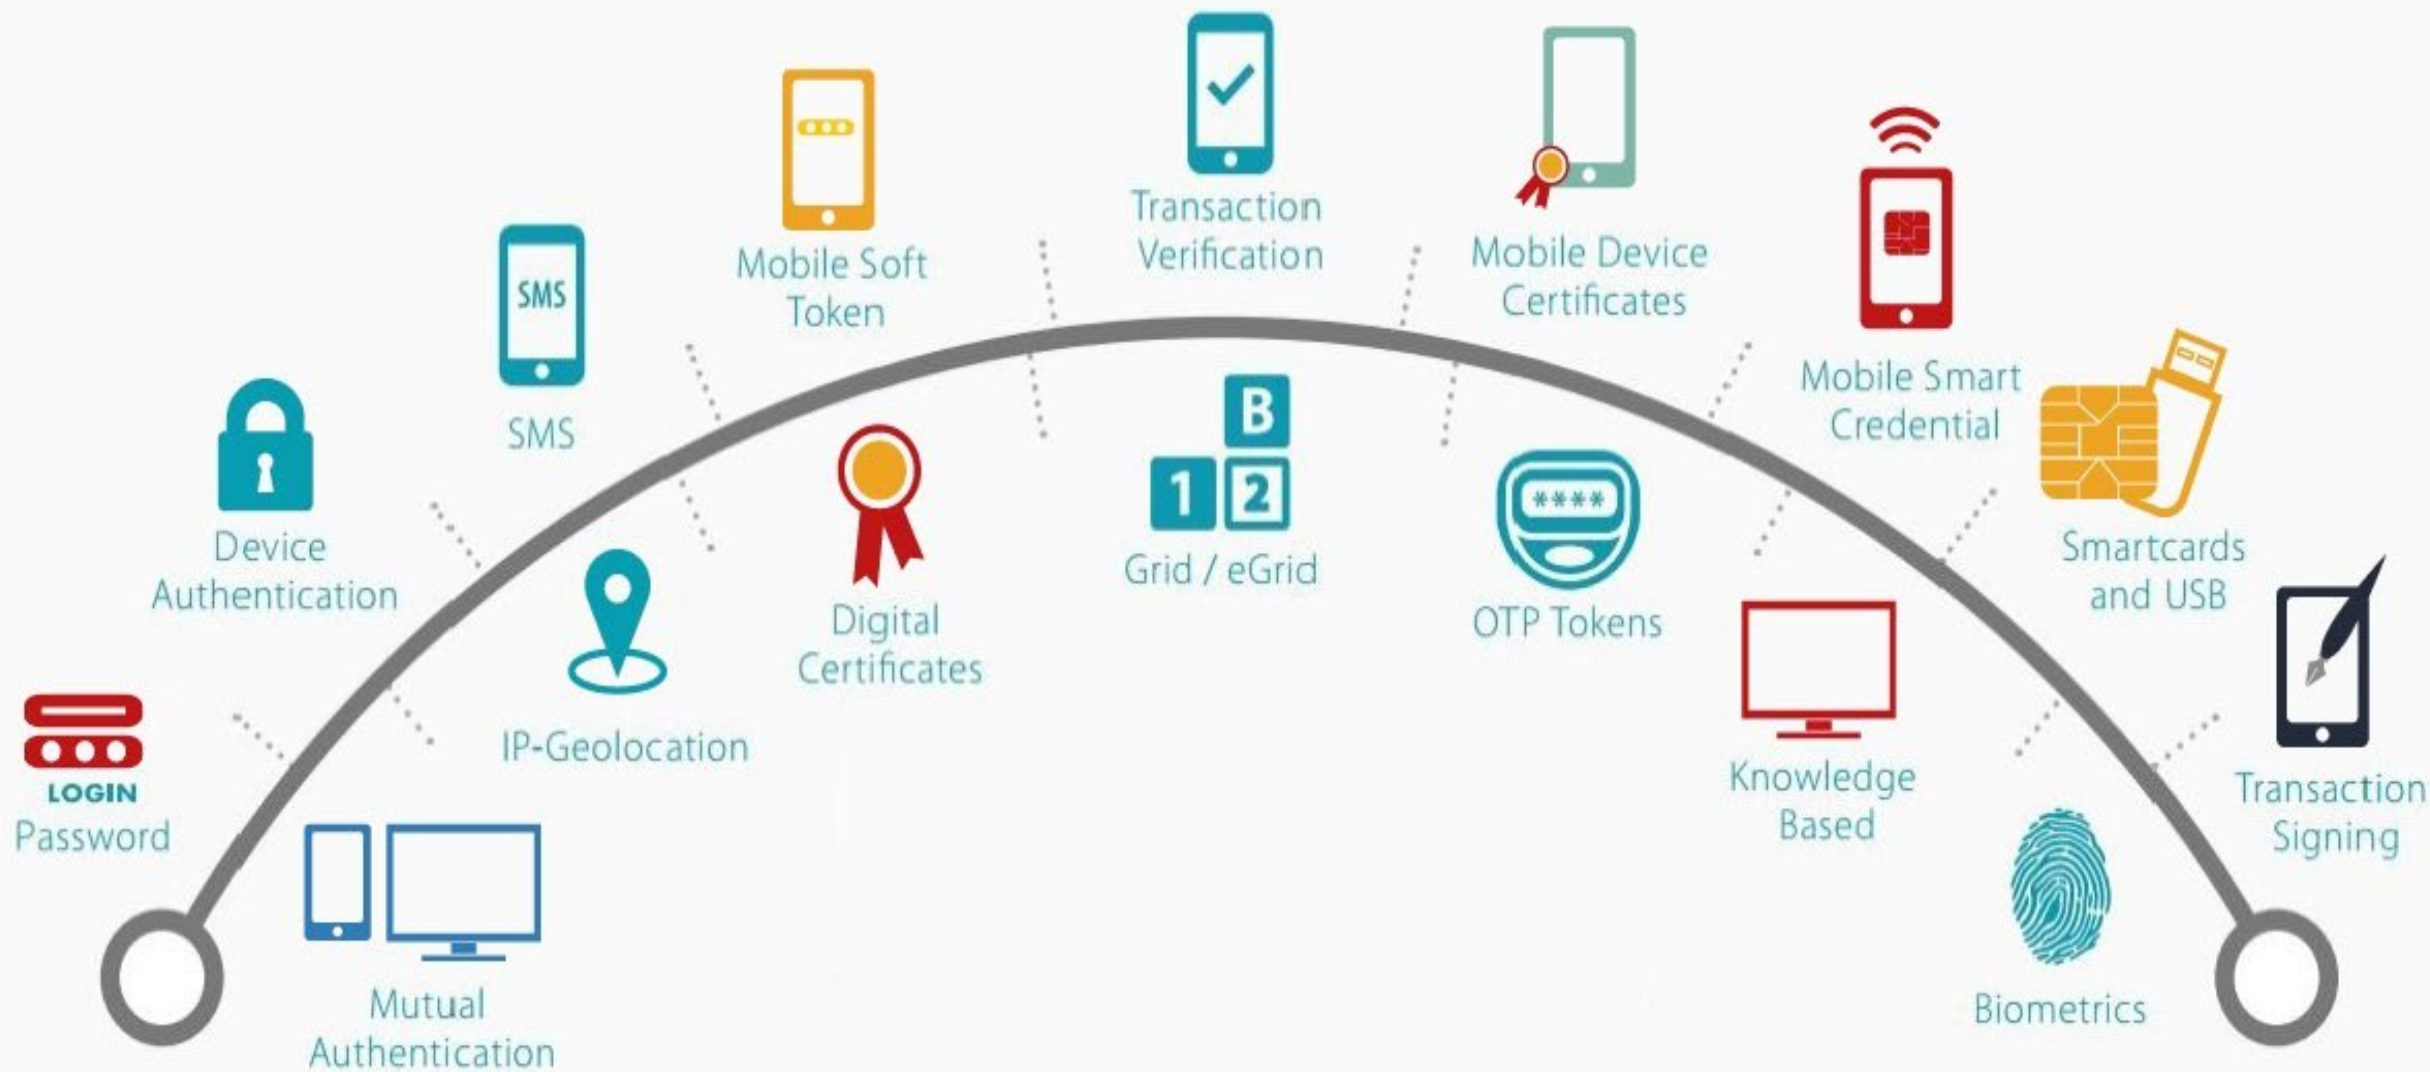 Transaction
Verification
Mobile Device
Certificates
Mobile Soft
Token
SMS
SMS
Mobile Smart
Credential
Device
Authentication
Smartcards
and USB
B
1 2
Grid / eGrid
****
OTP Tokens
Digital
Certificates
IP-Geolocation
LOGIN
Password
Knowledge
Based
Transaction
Signing
Mutual
Authentication
Biometrics